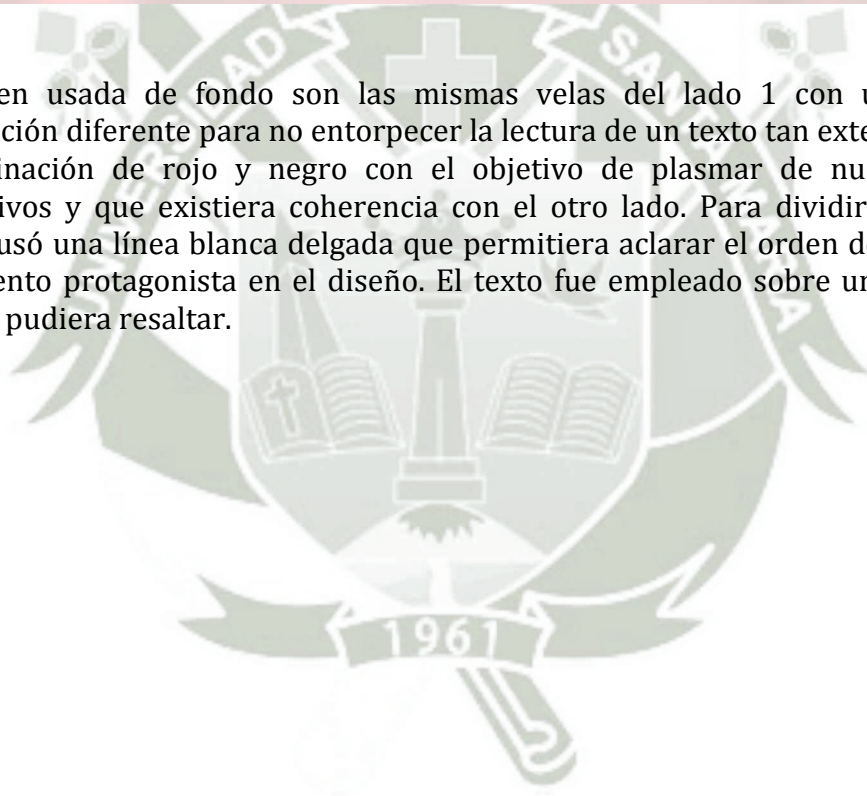 en usada de fondo son las mismas velas del lado 1 con u
ción diferente para no entorpecer la lectura de un texto tan exte
inación de rojo y negro con el objetivo de plasmar de nu
ivos y que existiera coherencia con el otro lado. Para dividir
usó una línea blanca delgada que permitiera aclarar el orden d
ento protagonista en el diseño. El texto fue empleado sobre un
pudiera resaltar.
UNIVERSIDAD SANTA MARÍA
1961